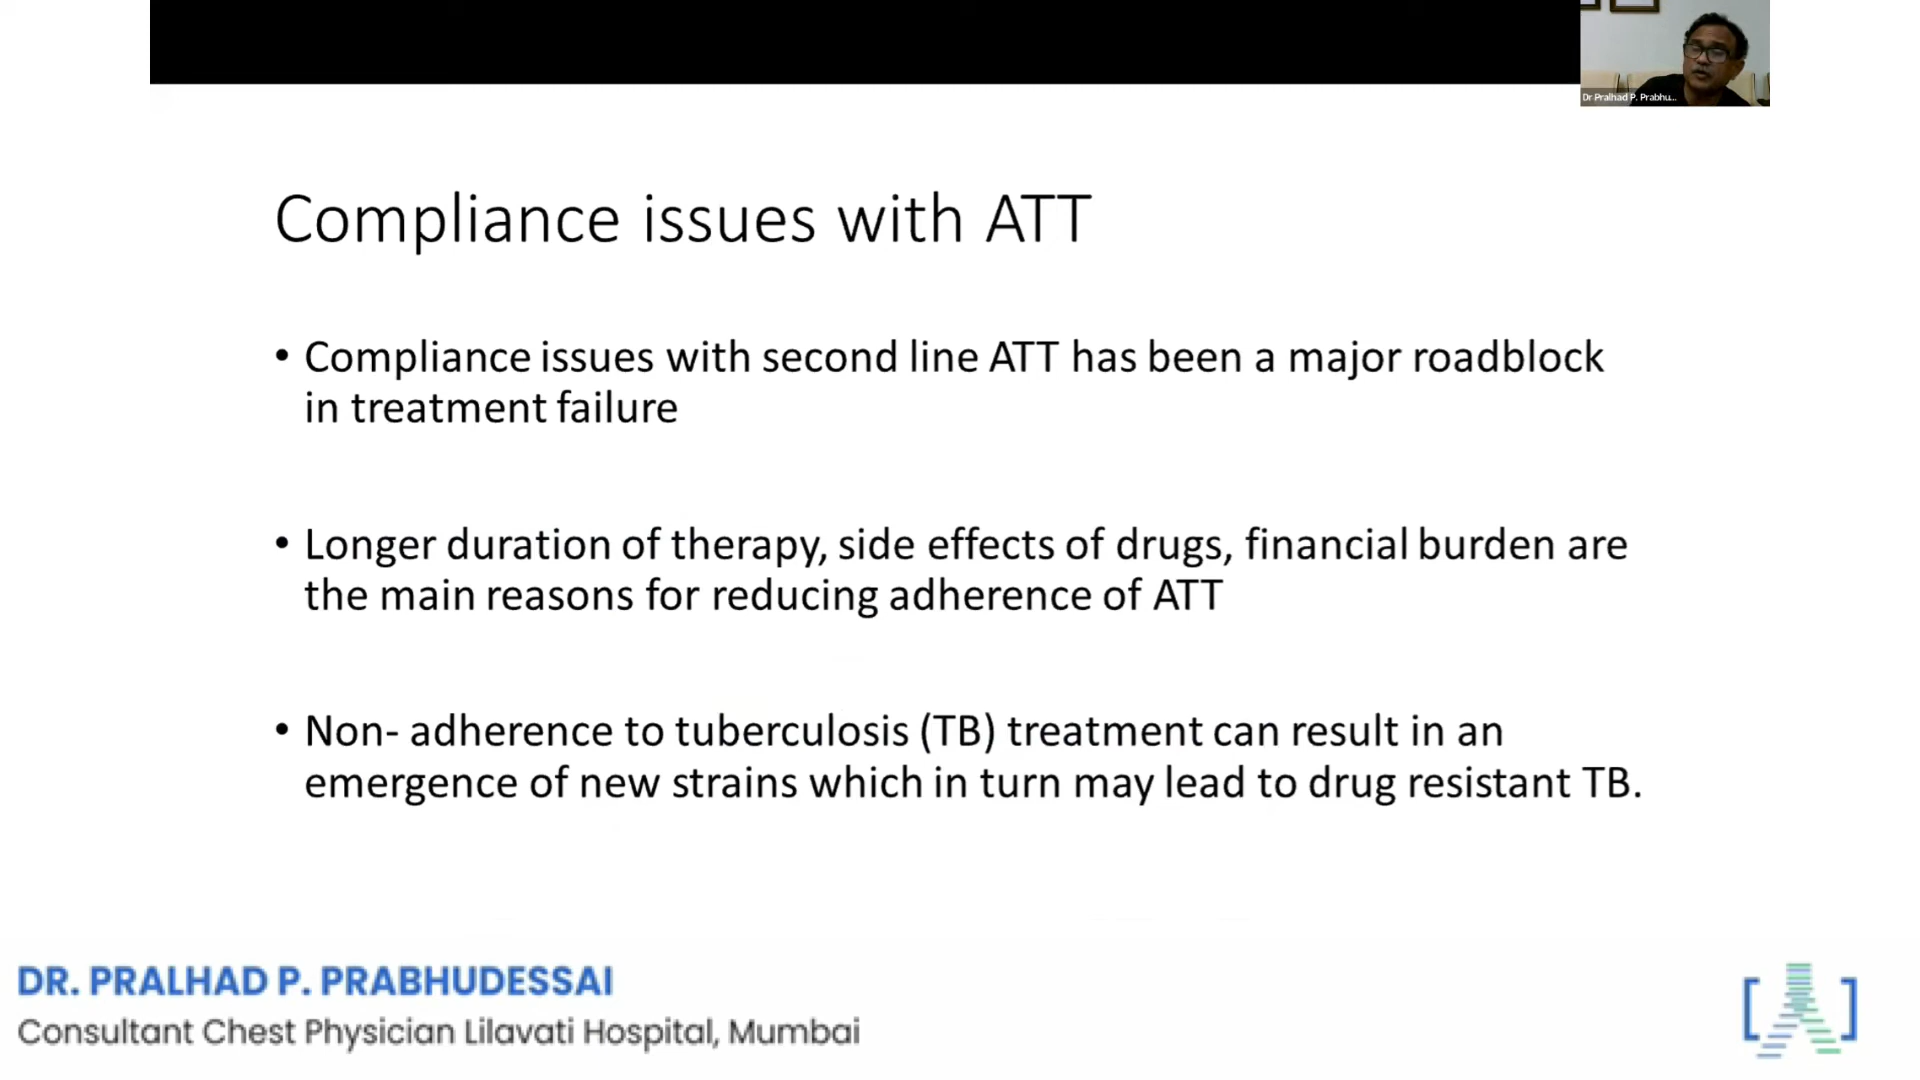 Dr Pralhad P. Prabhu...
Compliance issues with ATT
• Compliance issues with second line ATT has been a major roadblock
in treatment failure
• Longer duration of therapy, side effects of drugs, financial burden are
the main reasons for reducing adherence of ATT
• Non- adherence to tuberculosis (TB) treatment can result in an
emergence of new strains which in turn may lead to drug resistant TB.
DR. PRALHAD P. PRABHUDESSAI
Consultant Chest Physician Lilavati Hospital, Mumbai